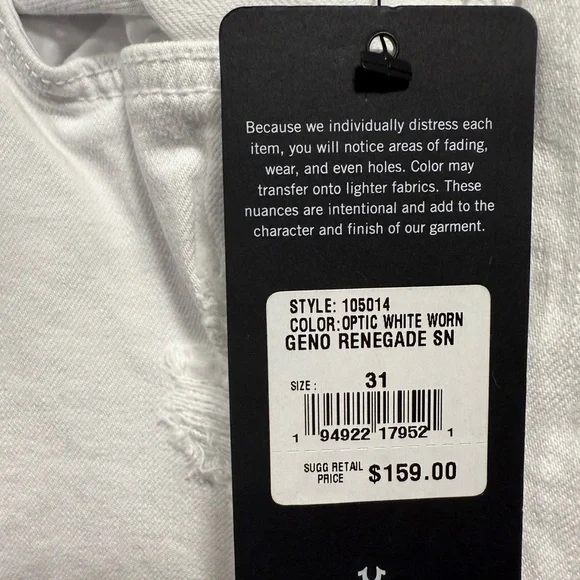 Because we individually distress each
item, you will notice areas of fading,
wear, and even holes. Color may
transfer onto lighter fabrics. These
nuances are intentional and add to the
character and finish of our garment.
STYLE: 105014
COLOR:OPTIC WHITE WORN
GENO RENEGADE SN
SIZE: 31
1 94922 17952 1
SUGG RETAIL
PRICE $159.00